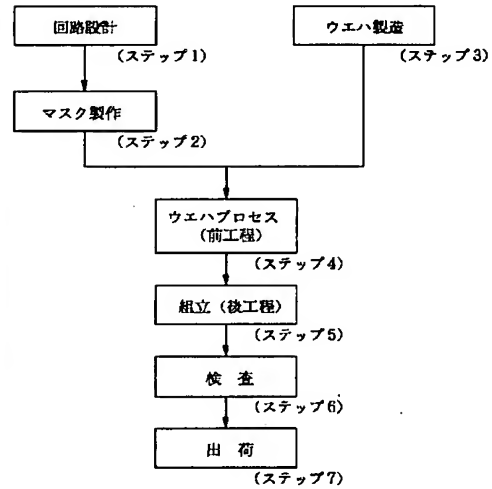 回路設計
(ステップ1)
ウエハ製造
(ステップ3)
マスク製作
(ステップ2)
ウエハプロセス
(前工程)
(ステップ4)
組立(後工程)
(ステップ5)
検 査
(ステップ6)
出 荷
(ステップ7)